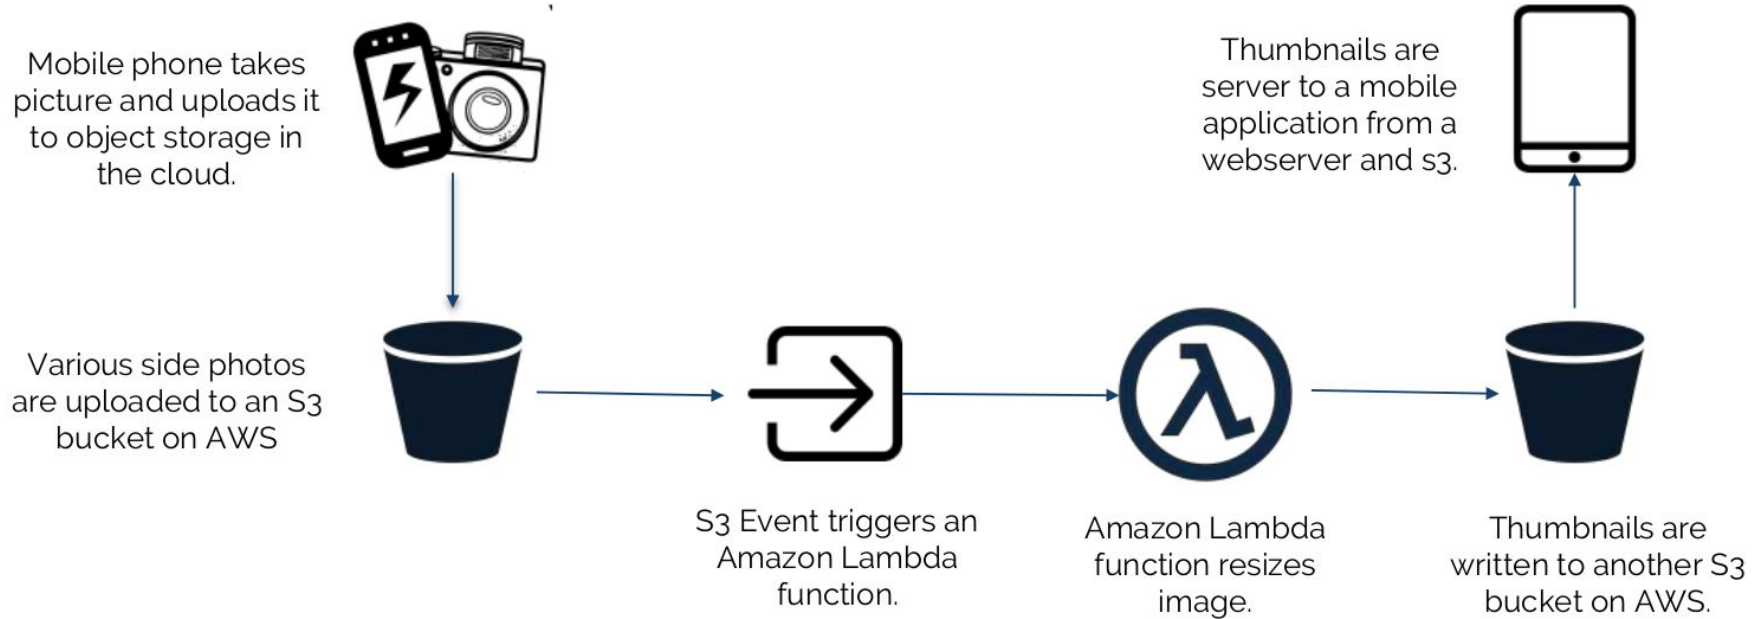 Mobile phone takes
picture and uploads it
to object storage in
the cloud.
Thumbnails are
server to a mobile
application from a
webserver and s3.
Various side photos
are uploaded to an S3
bucket on AWS
S3 Event triggers an
Amazon Lambda
function.
Amazon Lambda
function resizes
image.
Thumbnails are
written to another S3
bucket on AWS.